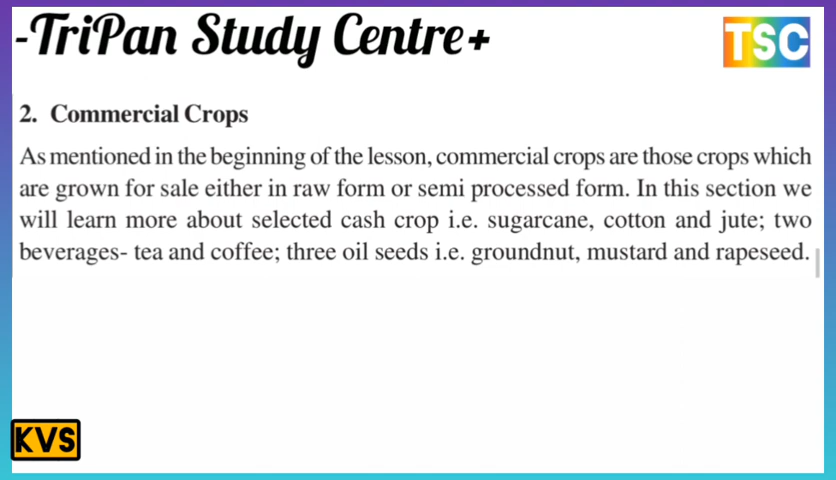 -TriPan Study Centre+
TSC
2. Commercial Crops
As mentioned in the beginning of the lesson, commercial crops are those crops which
are grown for sale either in raw form or semi processed form. In this section we
will learn more about selected cash crop i.e. sugarcane, cotton and jute; two
beverages- tea and coffee; three oil seeds i.e. groundnut, mustard and rapeseed.
KVS